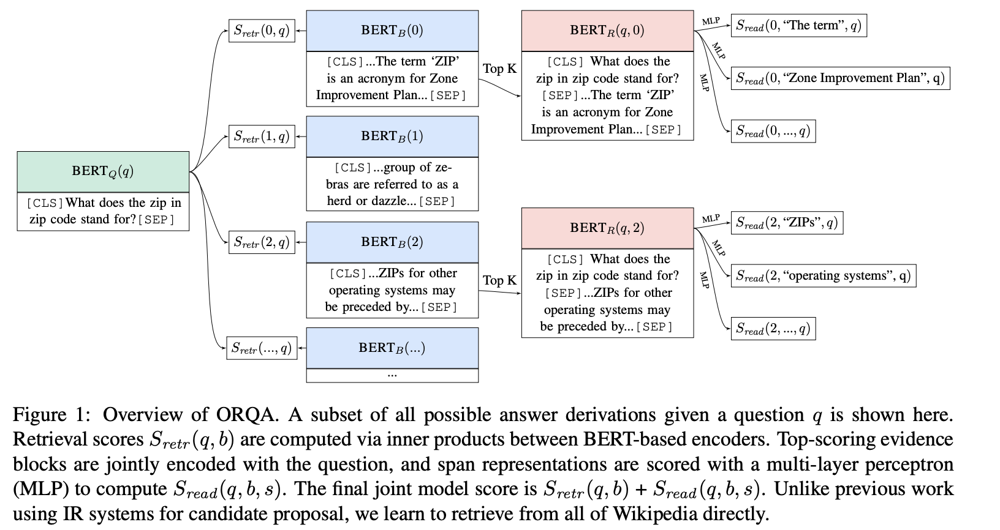 BERT_Q(q)
[CLS]What does the zip in
zip code stand for?[SEP]
S_retr(0, q)
S_retr(1, q)
S_retr(2, q)
S_retr(..., q)
BERT_B(0)
[CLS]...The term ‘ZIP’
is an acronym for Zone
Improvement Plan...[SEP]
BERT_B(1)
[CLS]...group of ze-
bras are referred to as a
herd or dazzle...[SEP]
BERT_B(2)
[CLS]...ZIPs for other
operating systems may
be preceded by...[SEP]
BERT_B(...)
...
Top K
Top K
BERT_R(q, 0)
[CLS] What does the
zip in zip code stand for?
[SEP]...The term ‘ZIP’
is an acronym for Zone
Improvement Plan...[SEP]
MLP
MLP
MLP
S_read(0, “The term”, q)
S_read(0, “Zone Improvement Plan”, q)
S_read(0, ..., q)
BERT_R(q, 2)
[CLS] What does the
zip in zip code stand for?
[SEP]...ZIPs for other
operating systems may
be preceded by...[SEP]
MLP
MLP
MLP
S_read(2, “ZIPs”, q)
S_read(2, “operating systems”, q)
S_read(2, ..., q)
Figure 1: Overview of ORQA. A subset of all possible answer derivations given a question q is shown here.
Retrieval scores S_retr(q, b) are computed via inner products between BERT-based encoders. Top-scoring evidence
blocks are jointly encoded with the question, and span representations are scored with a multi-layer perceptron
(MLP) to compute S_read(q, b, s). The final joint model score is S_retr(q, b) + S_read(q, b, s). Unlike previous work
using IR systems for candidate proposal, we learn to retrieve from all of Wikipedia directly.